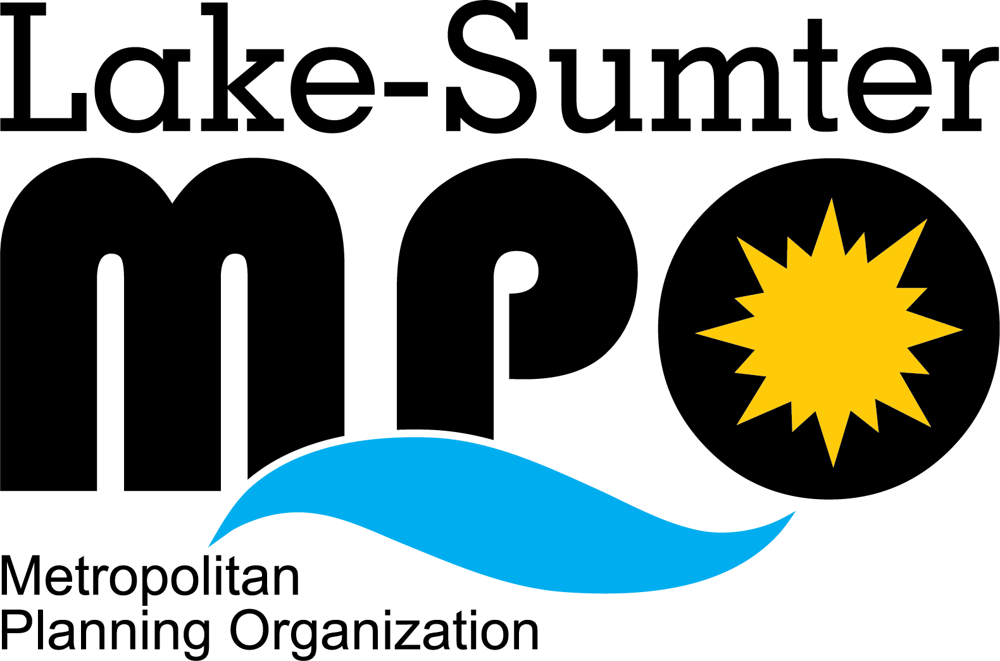 Lake-Sumter
MPO
Metropolitan
Planning Organization